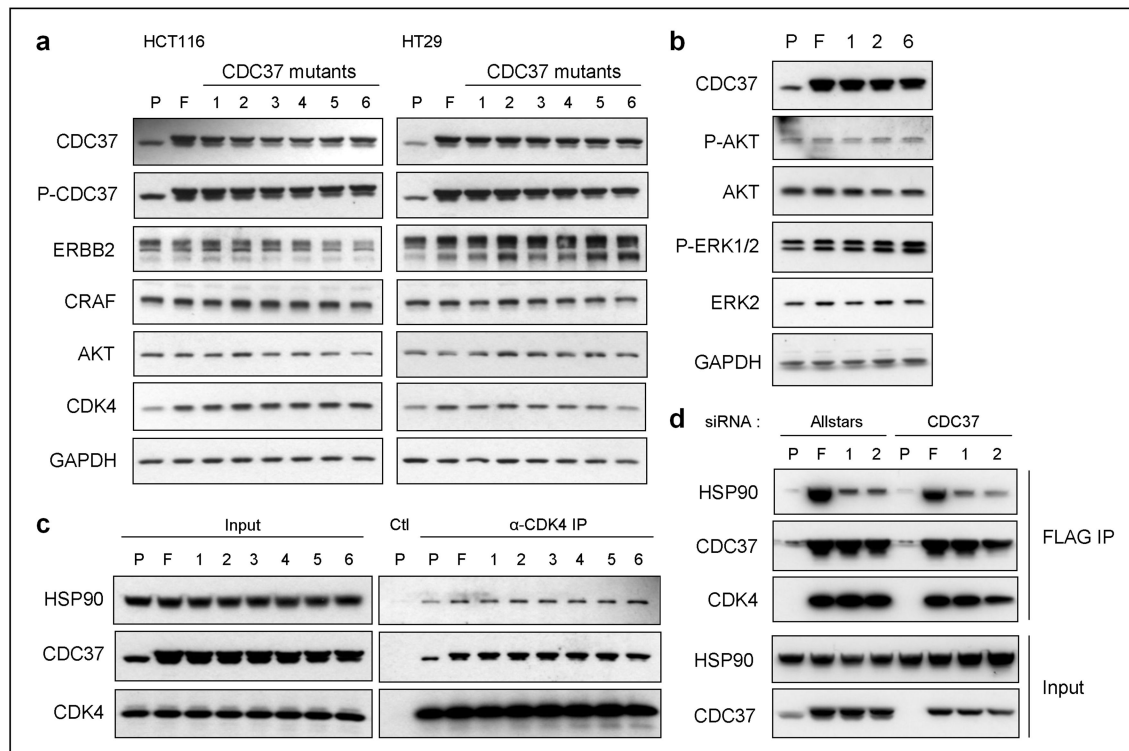 a
HCT116
HT29
CDC37 mutants
CDC37 mutants
P F 1 2 3 4 5 6
P F 1 2 3 4 5 6
CDC37
P-CDC37
ERBB2
CRAF
AKT
CDK4
GAPDH
b
P F 1 2 6
CDC37
P-AKT
AKT
P-ERK1/2
ERK2
GAPDH
c
Input
Ctl
α-CDK4 IP
P F 1 2 3 4 5 6
P
P F 1 2 3 4 5 6
HSP90
CDC37
CDK4
d
siRNA :
Allstars
CDC37
P F 1 2 P F 1 2
HSP90
CDC37
CDK4
FLAG IP
HSP90
CDC37
Input